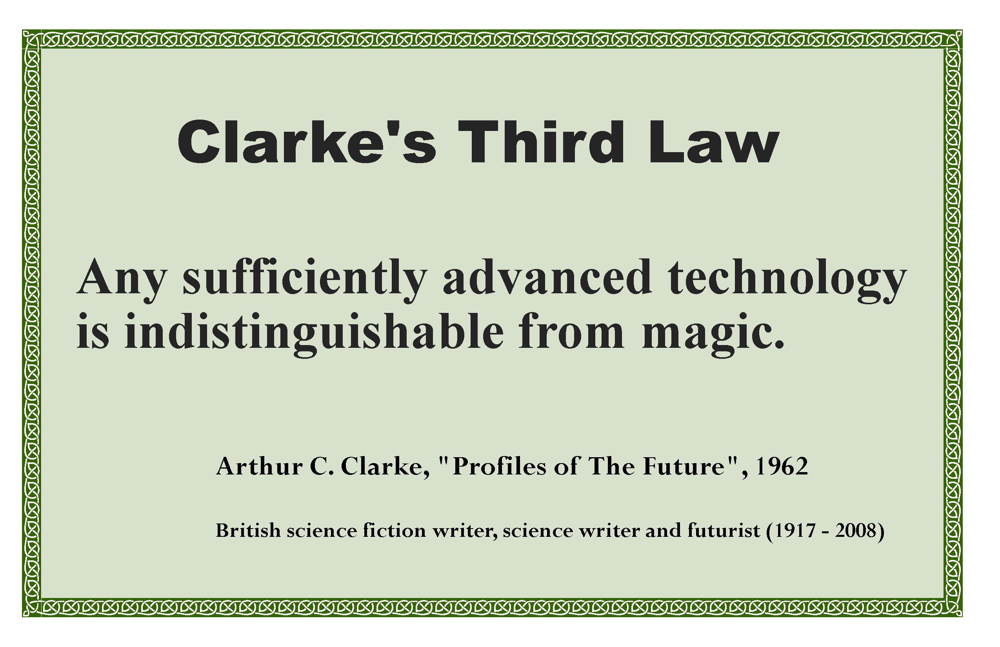 Clarke's Third Law
Any sufficiently advanced technology
is indistinguishable from magic.
Arthur C. Clarke, "Profiles of The Future", 1962
British science fiction writer, science writer and futurist (1917 - 2008)